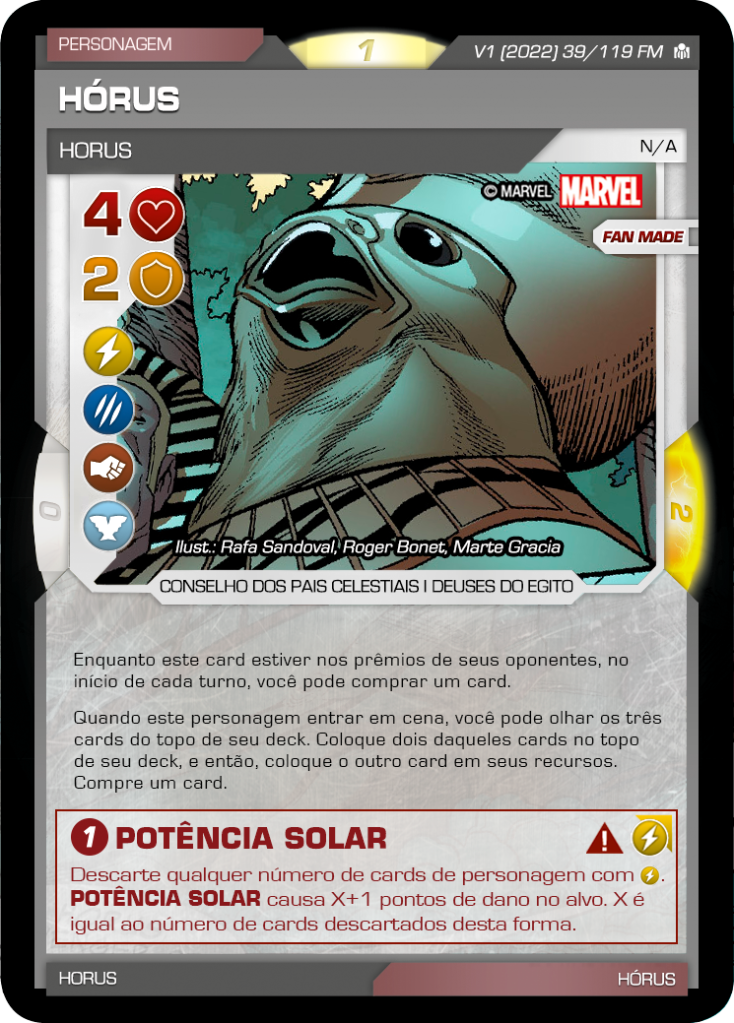 PERSONAGEM
1
V1 (2022) 39/119 FM
HÓRUS
HORUS
N/A
© MARVEL MARVEL
4
FAN MADE
2
0
2
Ilust.: Rafa Sandoval, Roger Bonet, Marte Gracia
CONSELHO DOS PAIS CELESTIAIS | DEUSES DO EGITO
Enquanto este card estiver nos prêmios de seus oponentes, no
início de cada turno, você pode comprar um card.
Quando este personagem entrar em cena, você pode olhar os três
cards do topo de seu deck. Coloque dois daqueles cards no topo
de seu deck, e então, coloque o outro card em seus recursos.
Compre um card.
1 POTÊNCIA SOLAR
Descarte qualquer número de cards de personagem com .
POTÊNCIA SOLAR causa X+1 pontos de dano no alvo. X é
igual ao número de cards descartados desta forma.
HORUS
HÓRUS